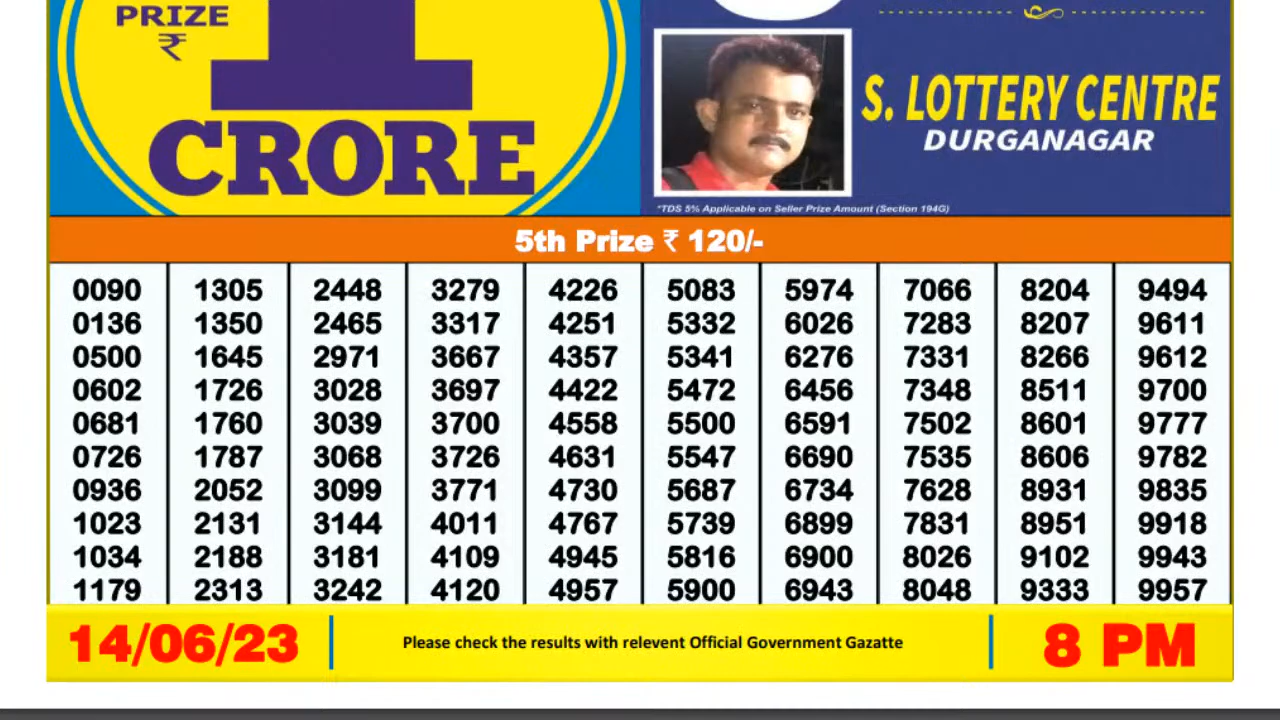 PRIZE
₹
1
CRORE
S. LOTTERY CENTRE
DURGANAGAR
*TDS 5% Applicable on Seller Prize Amount (Section 194G)
5th Prize ₹ 120/-
0090 1305 2448 3279 4226 5083 5974 7066 8204 9494
0136 1350 2465 3317 4251 5332 6026 7283 8207 9611
0500 1645 2971 3667 4357 5341 6276 7331 8266 9612
0602 1726 3028 3697 4422 5472 6456 7348 8511 9700
0681 1760 3039 3700 4558 5500 6591 7502 8601 9777
0726 1787 3068 3726 4631 5547 6690 7535 8606 9782
0936 2052 3099 3771 4730 5687 6734 7628 8931 9835
1023 2131 3144 4011 4767 5739 6899 7831 8951 9918
1034 2188 3181 4109 4945 5816 6900 8026 9102 9943
1179 2313 3242 4120 4957 5900 6943 8048 9333 9957
14/06/23
Please check the results with relevent Official Government Gazatte
8 PM